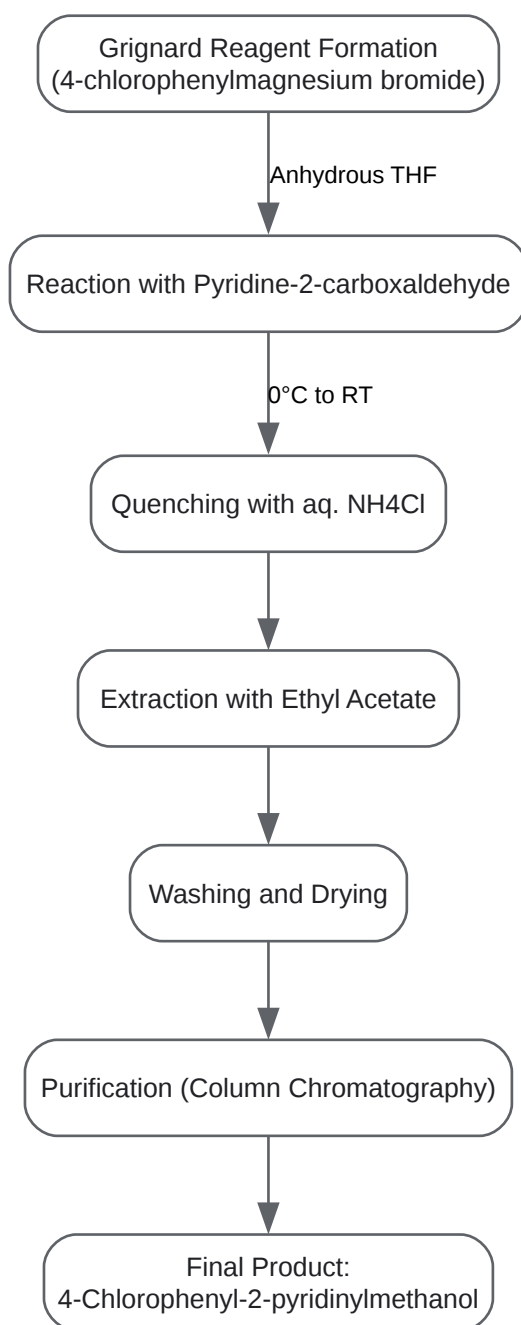 Grignard Reagent Formation
(4-chlorophenylmagnesium bromide)
Anhydrous THF
Reaction with Pyridine-2-carboxaldehyde
0°C to RT
Quenching with aq. NH4Cl
Extraction with Ethyl Acetate
Washing and Drying
Purification (Column Chromatography)
Final Product:
4-Chlorophenyl-2-pyridinylmethanol